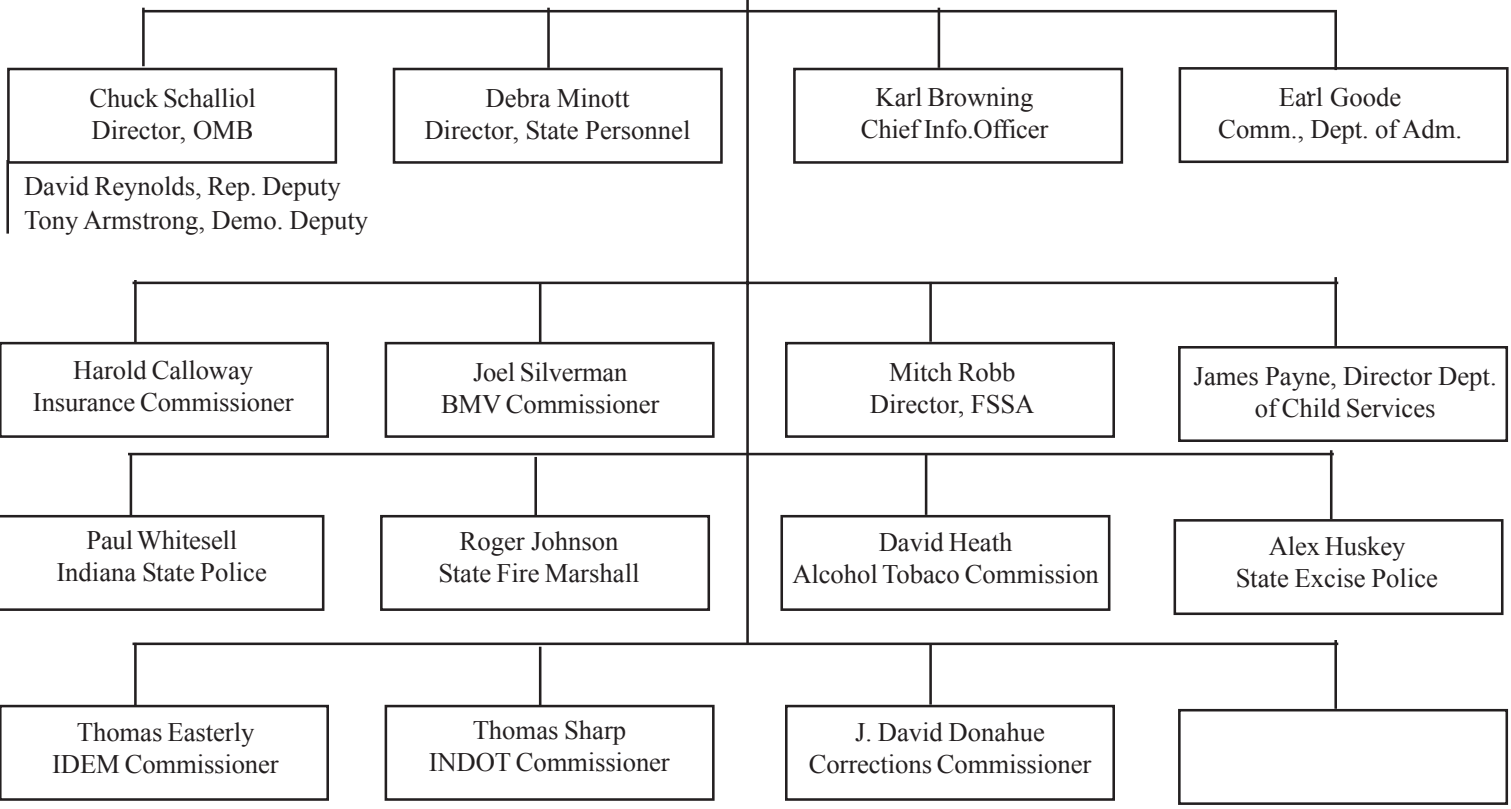 Chuck Schalliol
Director, OMB
Debra Minott
Director, State Personnel
Karl Browning
Chief Info.Officer
Earl Goode
Comm., Dept. of Adm.
David Reynolds, Rep. Deputy
Tony Armstrong, Demo. Deputy
Harold Calloway
Insurance Commissioner
Joel Silverman
BMV Commissioner
Mitch Robb
Director, FSSA
James Payne, Director Dept.
of Child Services
Paul Whitesell
Indiana State Police
Roger Johnson
State Fire Marshall
David Heath
Alcohol Tobaco Commission
Alex Huskey
State Excise Police
Thomas Easterly
IDEM Commissioner
Thomas Sharp
INDOT Commissioner
J. David Donahue
Corrections Commissioner